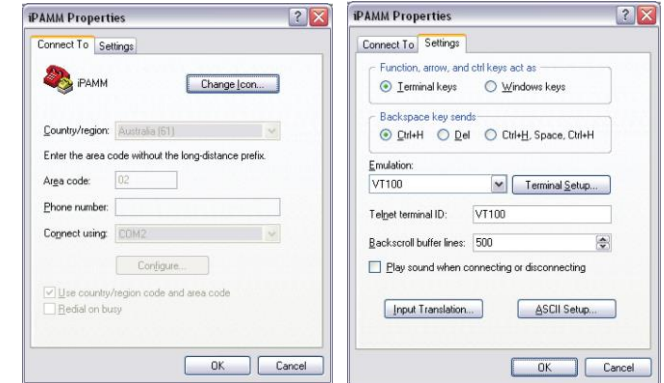 iPAMM Properties
Connect To Settings
iPAMM
Change Icon...
Country/region: Australia (61)
Enter the area code without the long-distance prefix.
Area code: 02
Phone number:
Connect using: COM2
Configure...
Use country/region code and area code
Redial on busy
OK Cancel
iPAMM Properties
Connect To Settings
Function, arrow, and ctrl keys act as
Terminal keys Windows keys
Backspace key sends
Ctrl+H Del Ctrl+H, Space, Ctrl+H
Emulation:
VT100 Terminal Setup...
Telnet terminal ID: VT100
Backscroll buffer lines: 500
Play sound when connecting or disconnecting
Input Translation... ASCII Setup...
OK Cancel